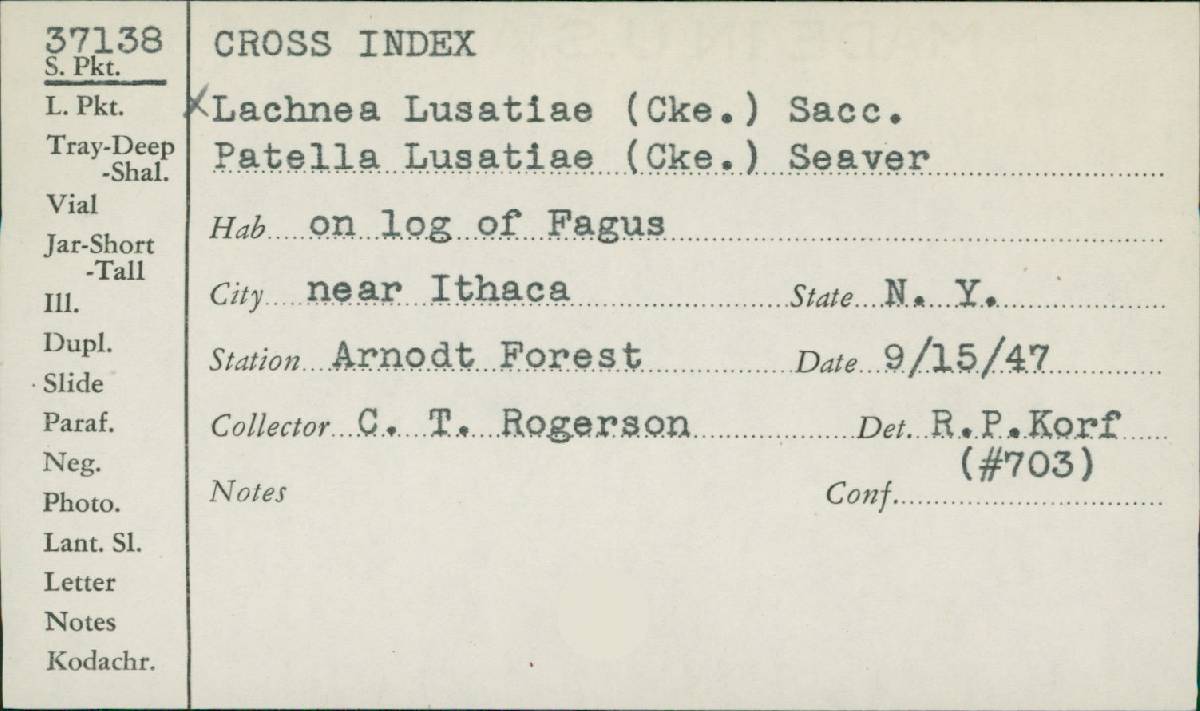 37138
S. Pkt.
L. Pkt.
Tray-Deep
-Shal.
Vial
Jar-Short
-Tall
Ill.
Dupl.
Slide
Paraf.
Neg.
Photo.
Lant. Sl.
Letter
Notes
Kodachr.
CROSS INDEX
XLachnea Lusatiae (Cke.) Sacc.
Patella Lusatiae (Cke.) Seaver
Hab on log of Fagus
City near Ithaca State N. Y.
Station Arnodt Forest Date 9/15/47
Collector C. T. Rogerson Det. R.P.Korf
(#703)
Notes Conf.